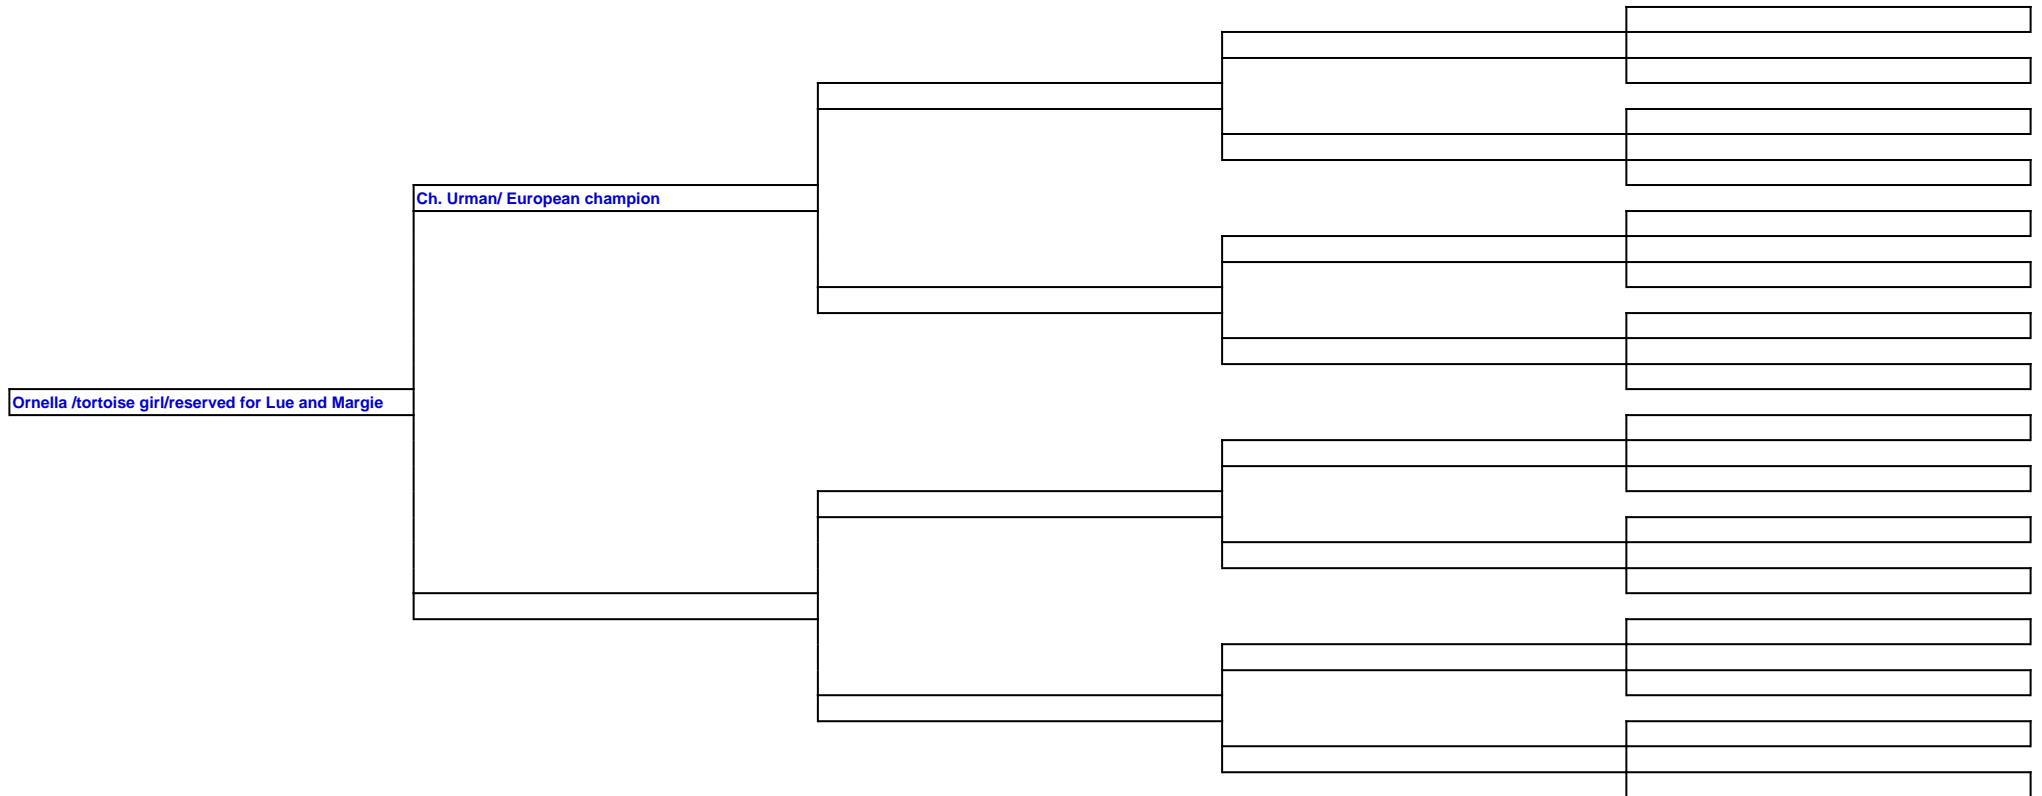 Ch. Urman/ European champion
Ornella /tortoise girl/reserved for Lue and Margie